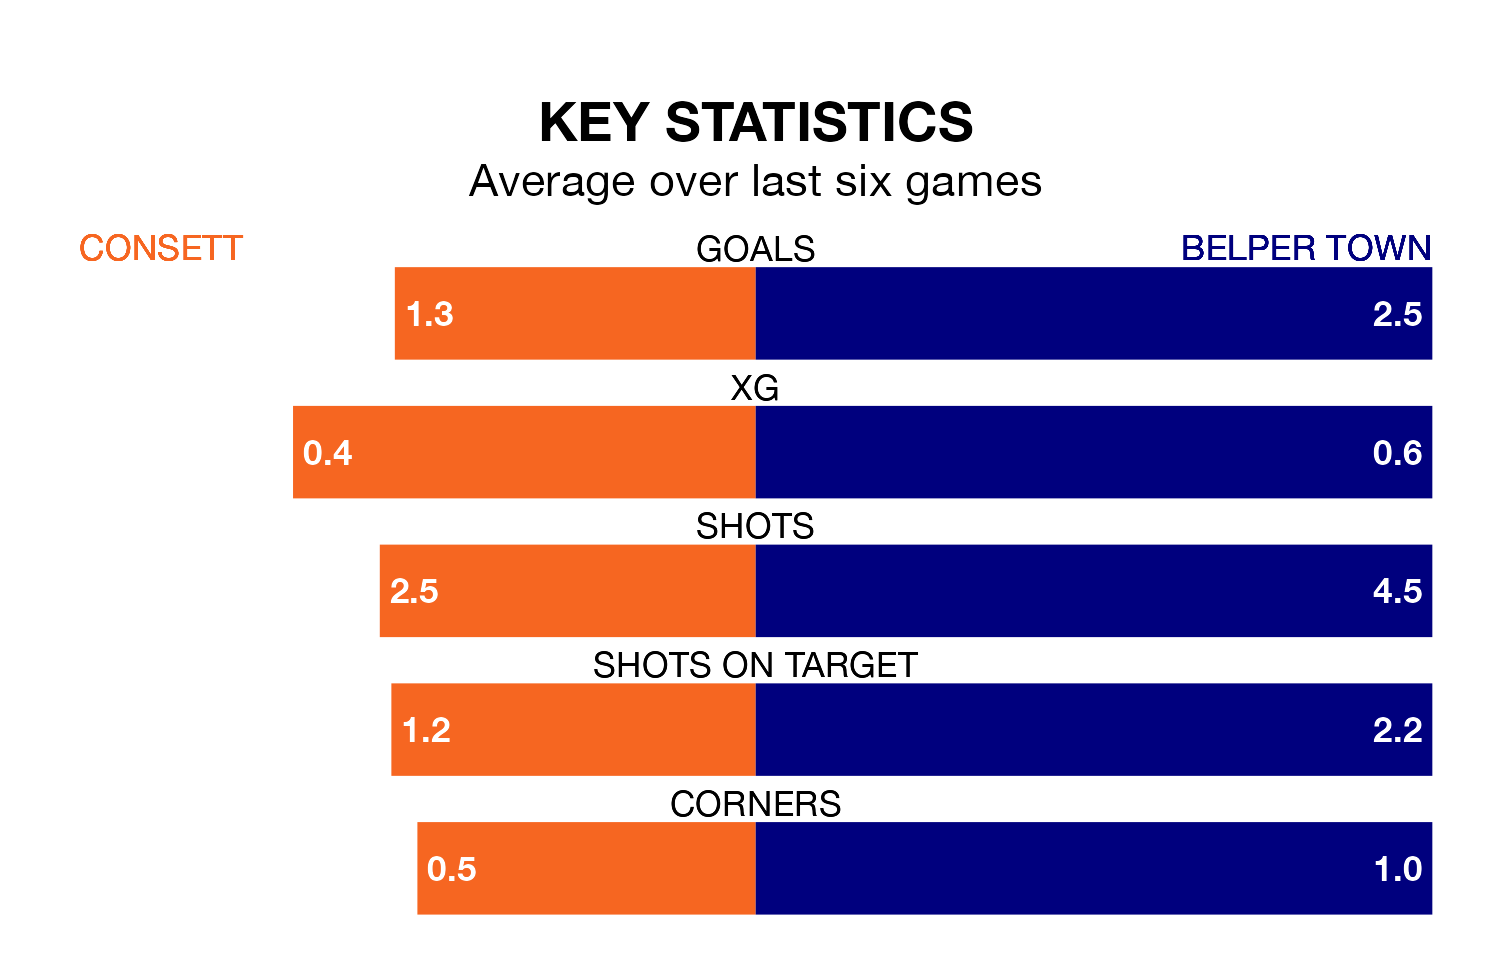 KEY STATISTICS
Average over last six games
CONSETT GOALS BELPER TOWN
1.3 2.5
XG
0.4 0.6
SHOTS
2.5 4.5
SHOTS ON TARGET
1.2 2.2
CORNERS
0.5 1.0